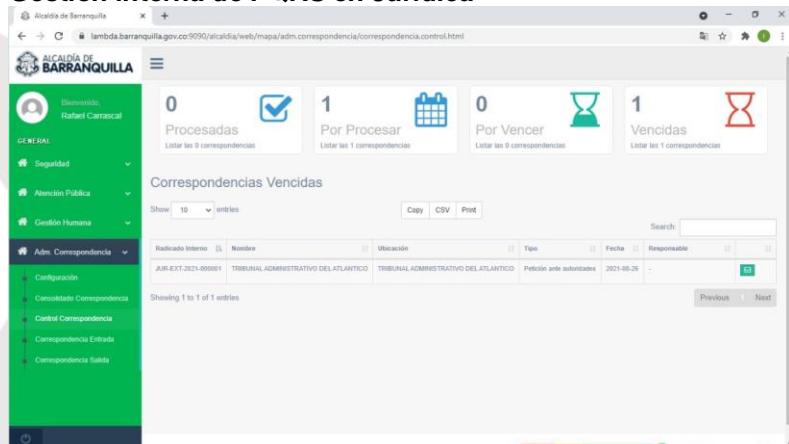 Alcaldía de Barranquilla
lambda.barranquilla.gov.co:9090/alcaldia/web/mapa/adm.correspondencia/correspondencia.control.html
ALCALDÍA DE
BARRANQUILLA
Bienvenido,
Rafael Carrascal
GENERAL
Seguridad
Atención Pública
Gestión Humana
Adm. Correspondencia
Configuración
Consolidado Correspondencia
Control Correspondencia
Correspondencia Entrada
Correspondencia Salida
0
Procesadas
Listar las 0 correspondencias
1
Por Procesar
Listar las 1 correspondencias
0
Por Vencer
Listar las 0 correspondencias
1
Vencidas
Listar las 1 correspondencias
Correspondencias Vencidas
Show 10 entries
Copy CSV Print
Search:
Radicado Interno Nombre Ubicación Tipo Fecha Responsable
JUR-EXT-2021-000001 TRIBUNAL ADMINISTRATIVO DEL ATLANTICO TRIBUNAL ADMINISTRATIVO DEL ATLANTICO Petición ante autoridades 2021-08-26 -
Showing 1 to 1 of 1 entries
Previous 1 Next